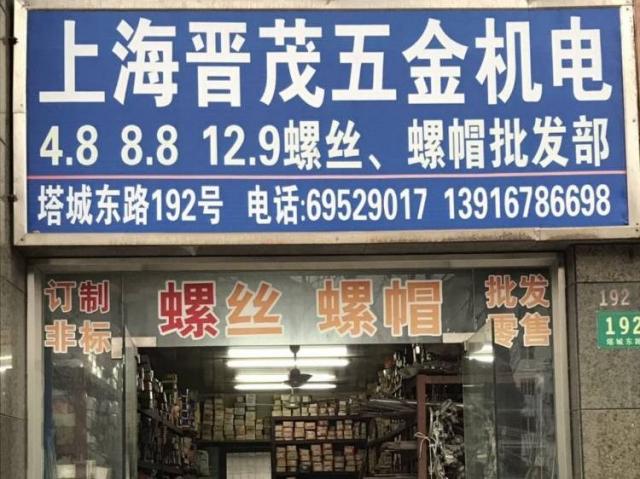 上海晋茂五金机电
4.8 8.8 12.9螺丝、螺帽批发部
塔城东路192号 电话:69529017 13916786698
订制 螺丝 螺帽 批发
非标 零售
192
192
塔城东路